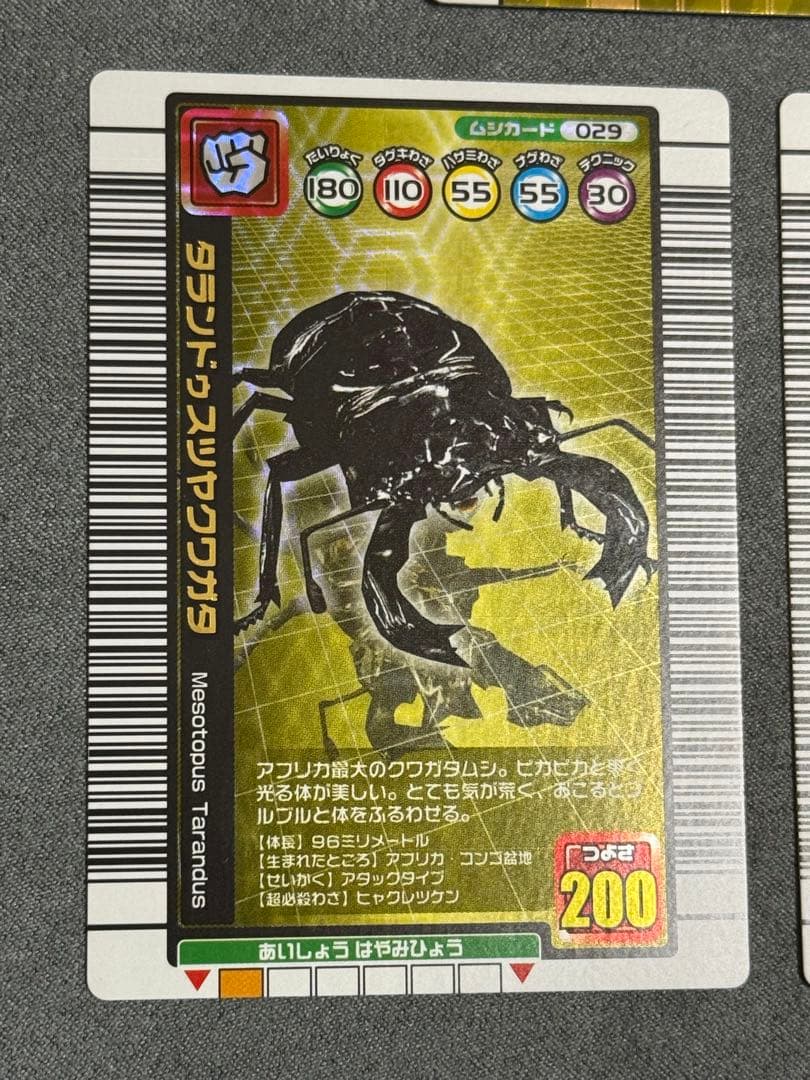 ムシカード 029
たいりょく ダゲキわざ ハサミわざ ナゲわざ テクニック
180 110 55 55 30
タランドゥスツヤクワガタ
Mesotopus Tarandus
アフリカ最大のクワガタムシ。ピカピカと黒く
光る体が美しい。とても気が荒く、おこるとブ
ルブルと体をふるわせる。
【体長】96ミリメートル
【生まれたところ】アフリカ・コンゴ盆地
【せいかく】アタックタイプ
【超必殺わざ】ヒャクレツケン
つよさ
200
あいしょう はやみひょう